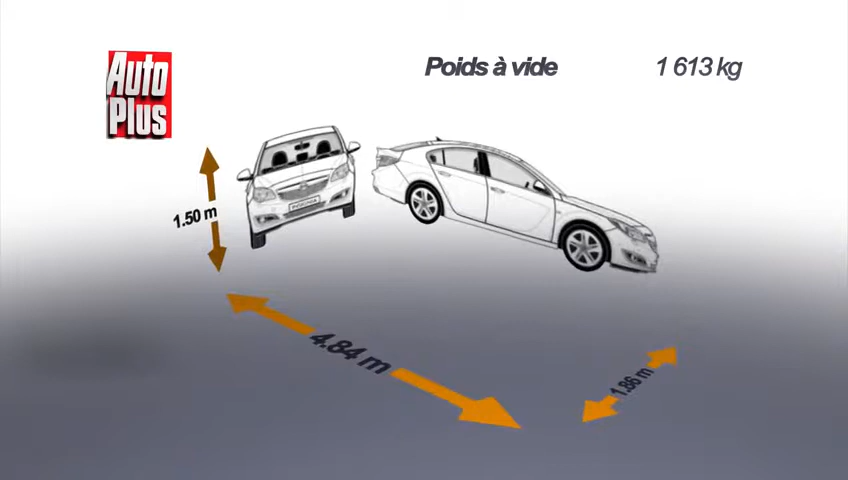 Auto
Plus
Poids à vide 1 613 kg
1.50 m
4.84 m
1.86 m